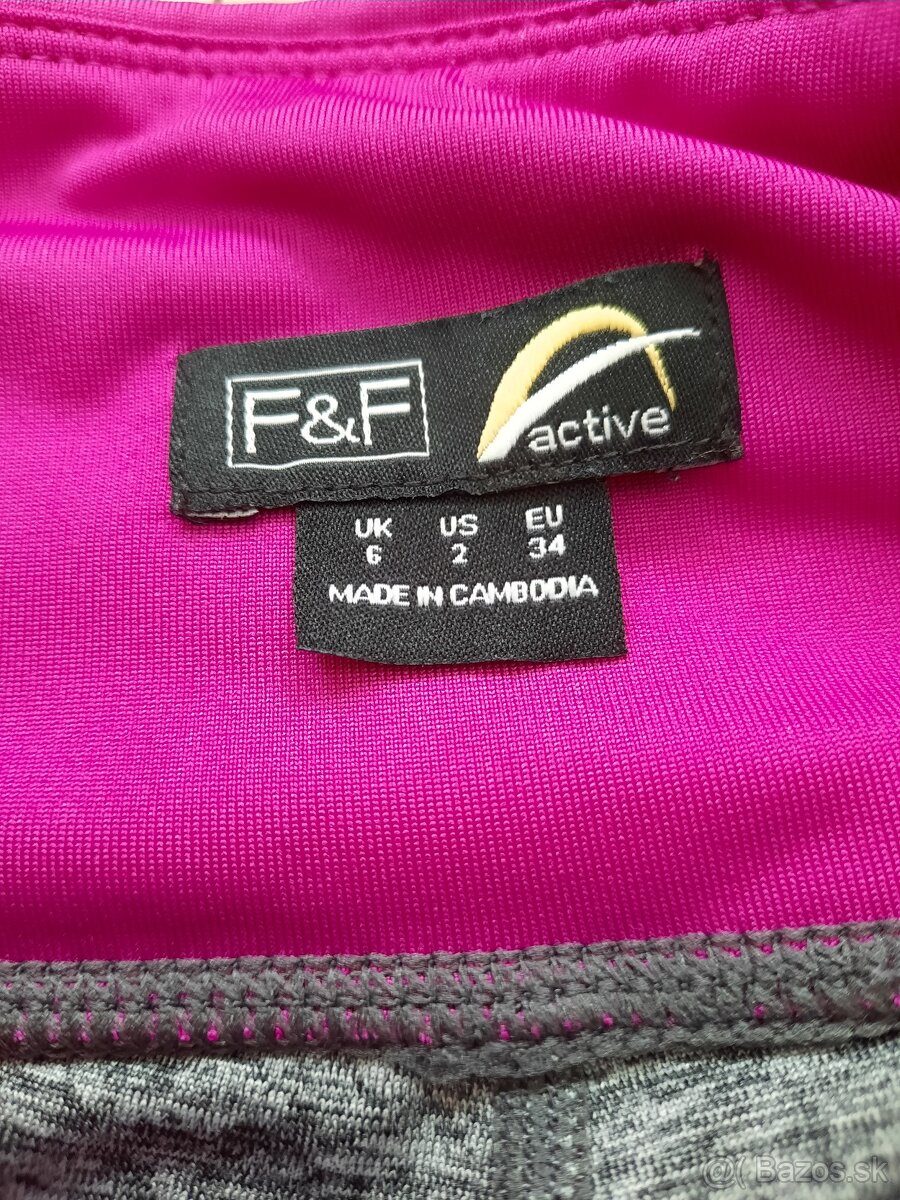 F&F
active
UK US EU
6 2 34
MADE IN CAMBODIA
@( Bazos.sk